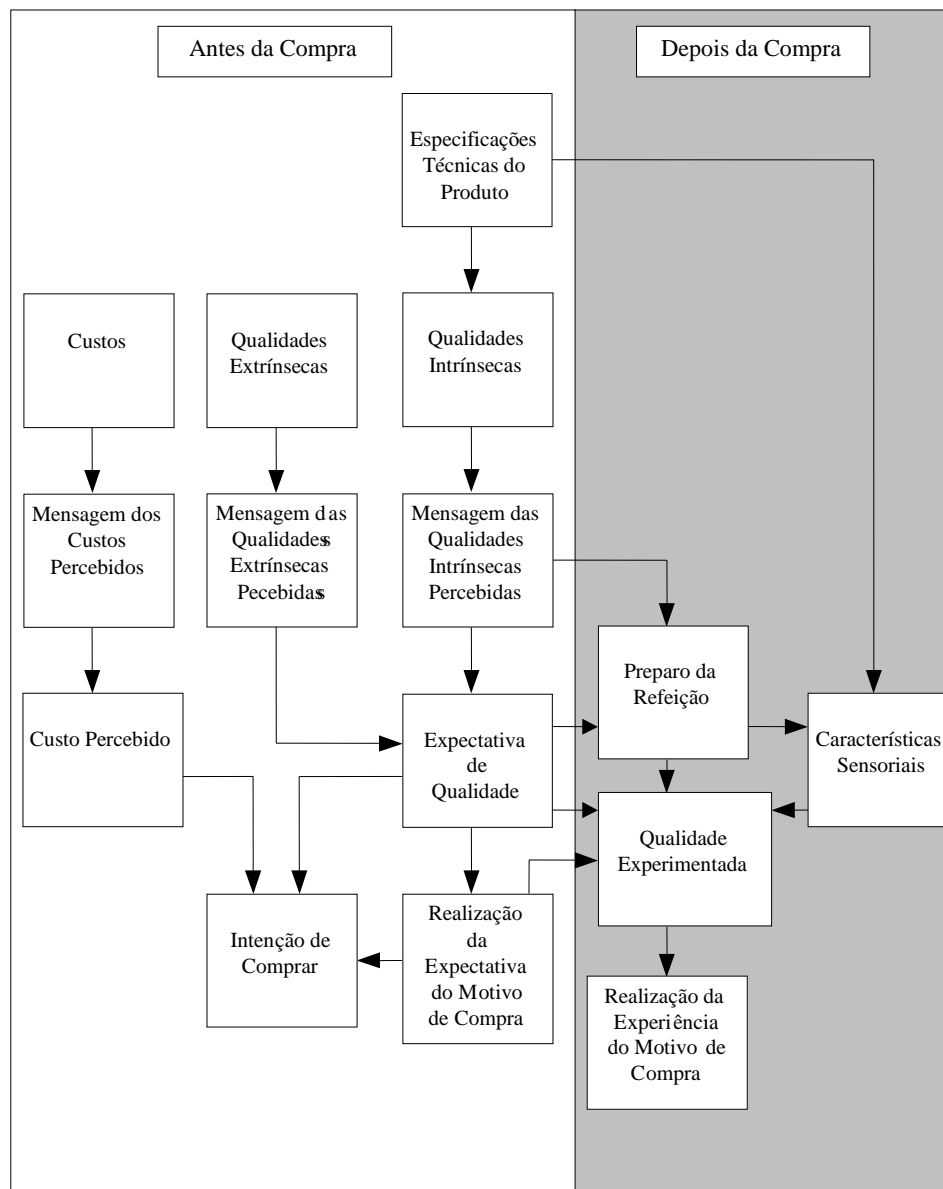 Antes da Compra
Depois da Compra
Especificações
Técnicas do
Produto
Custos
Qualidades
Extrínsecas
Qualidades
Intrínsecas
Mensagem dos
Custos
Percebidos
Mensagem das
Qualidadess
Extrínsecas
Pecebidass
Mensagem das
Qualidades
Intrínsecas
Percebidas
Preparo da
Refeição
Custo Percebido
Expectativa
de
Qualidade
Características
Sensoriais
Qualidade
Experimentada
Intenção de
Comprar
Realização
da
Expectativa
do Motivo
de Compra
Realização da
Experiência
do Motivo de
Compra